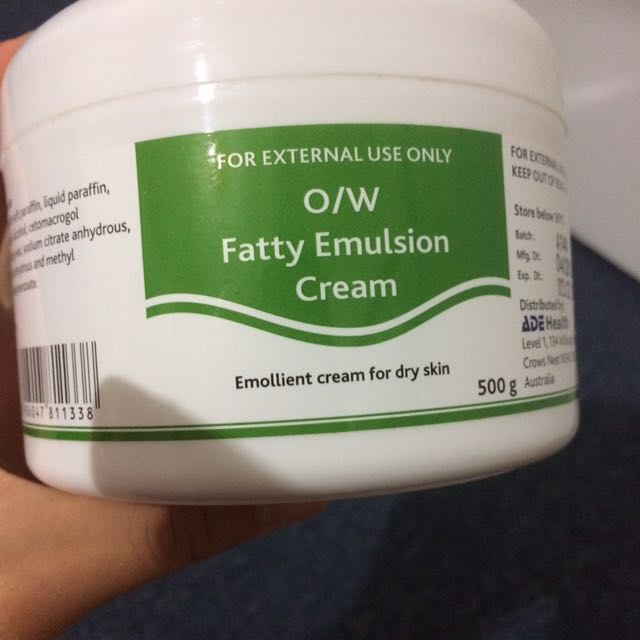 paraffin, liquid paraffin,
cetomacrogol
sodium citrate anhydrous,
and methyl
811338
FOR EXTERNAL USE ONLY
O/W
Fatty Emulsion
Cream
Emollient cream for dry skin
500 g
FOR
KEEP OUT OF
Store below 30°C
Batch:
Mfg. Dt:
Exp. Dt:
Distributed by
ADE Health
Level 1, 134
Crows Nest
Australia